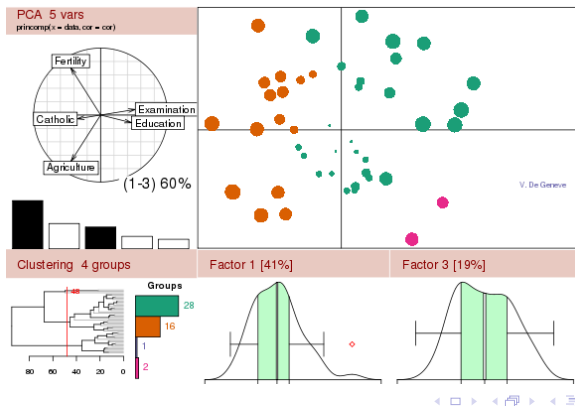 PCA 5 vars
princomp(x = data, cor = cor)
Fertility
Examination
Catholic
Education
Agriculture
(1-3) 60%
V. De Geneve
Clustering 4 groups
Factor 1 [41%]
Factor 3 [19%]
48
Groups
28
16
1
2
80 60 40 20 0